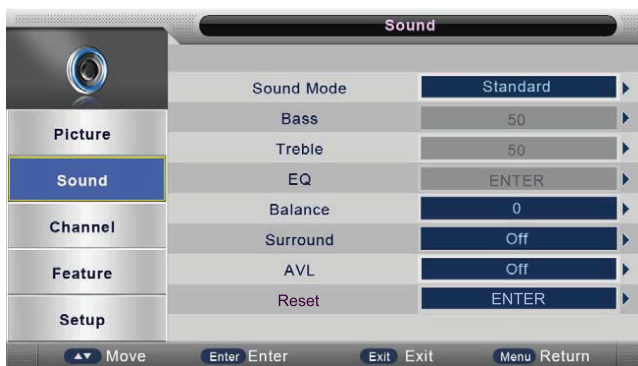 Sound
Picture
Sound
Channel
Feature
Setup
Sound Mode Standard
Bass 50
Treble 50
EQ ENTER
Balance 0
Surround Off
AVL Off
Reset ENTER
▲▼ Move Enter Enter Exit Exit Menu Return